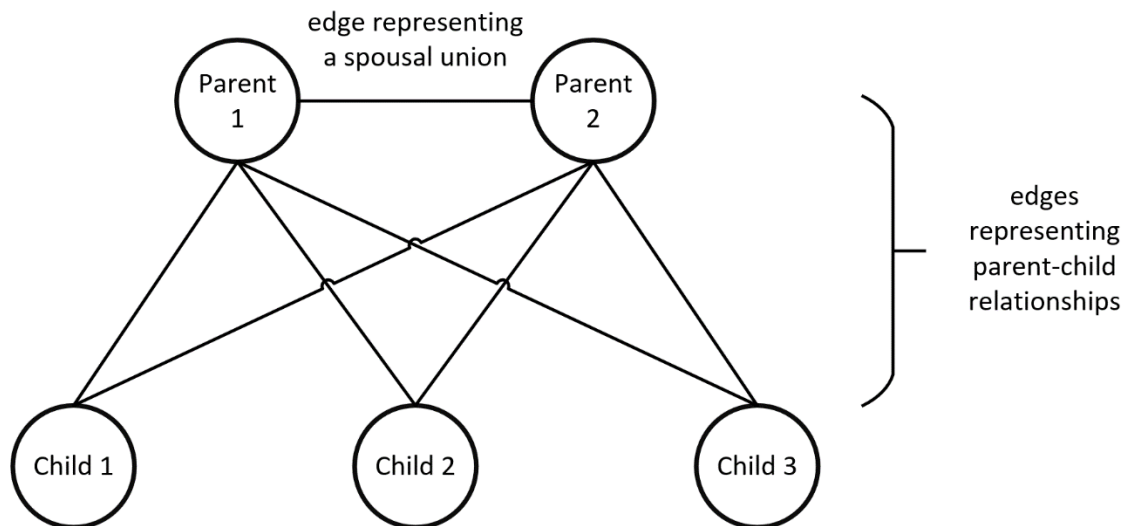 edge representing
a spousal union
Parent
1
Parent
2
edges
representing
parent-child
relationships
Child 1
Child 2
Child 3